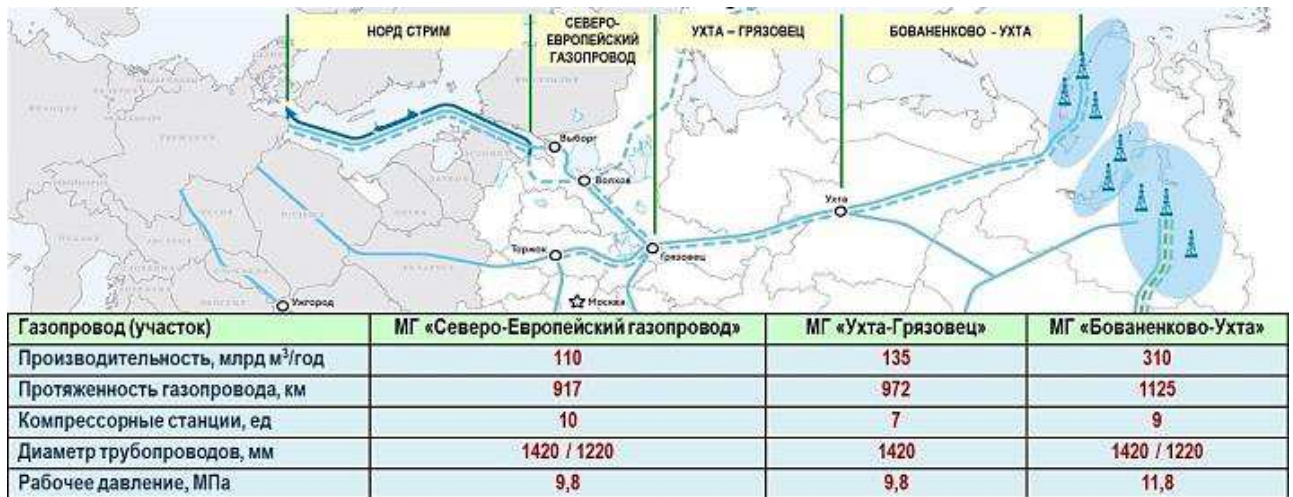 НОРД СТРИМ
СЕВЕРО-
ЕВРОПЕЙСКИЙ
ГАЗОПРОВОД
УХТА – ГРЯЗОВЕЦ
БОВАНЕНКОВО - УХТА
Выборг
Волхов
Ухта
Торжок
Грязовец
Ужгород
Москва
Газопровод (участок) МГ «Северо-Европейский газопровод» МГ «Ухта-Грязовец» МГ «Бованенково-Ухта»
Производительность, млрд м³/год 110 135 310
Протяженность газопровода, км 917 972 1125
Компрессорные станции, ед 10 7 9
Диаметр трубопроводов, мм 1420 / 1220 1420 1420 / 1220
Рабочее давление, МПа 9,8 9,8 11,8